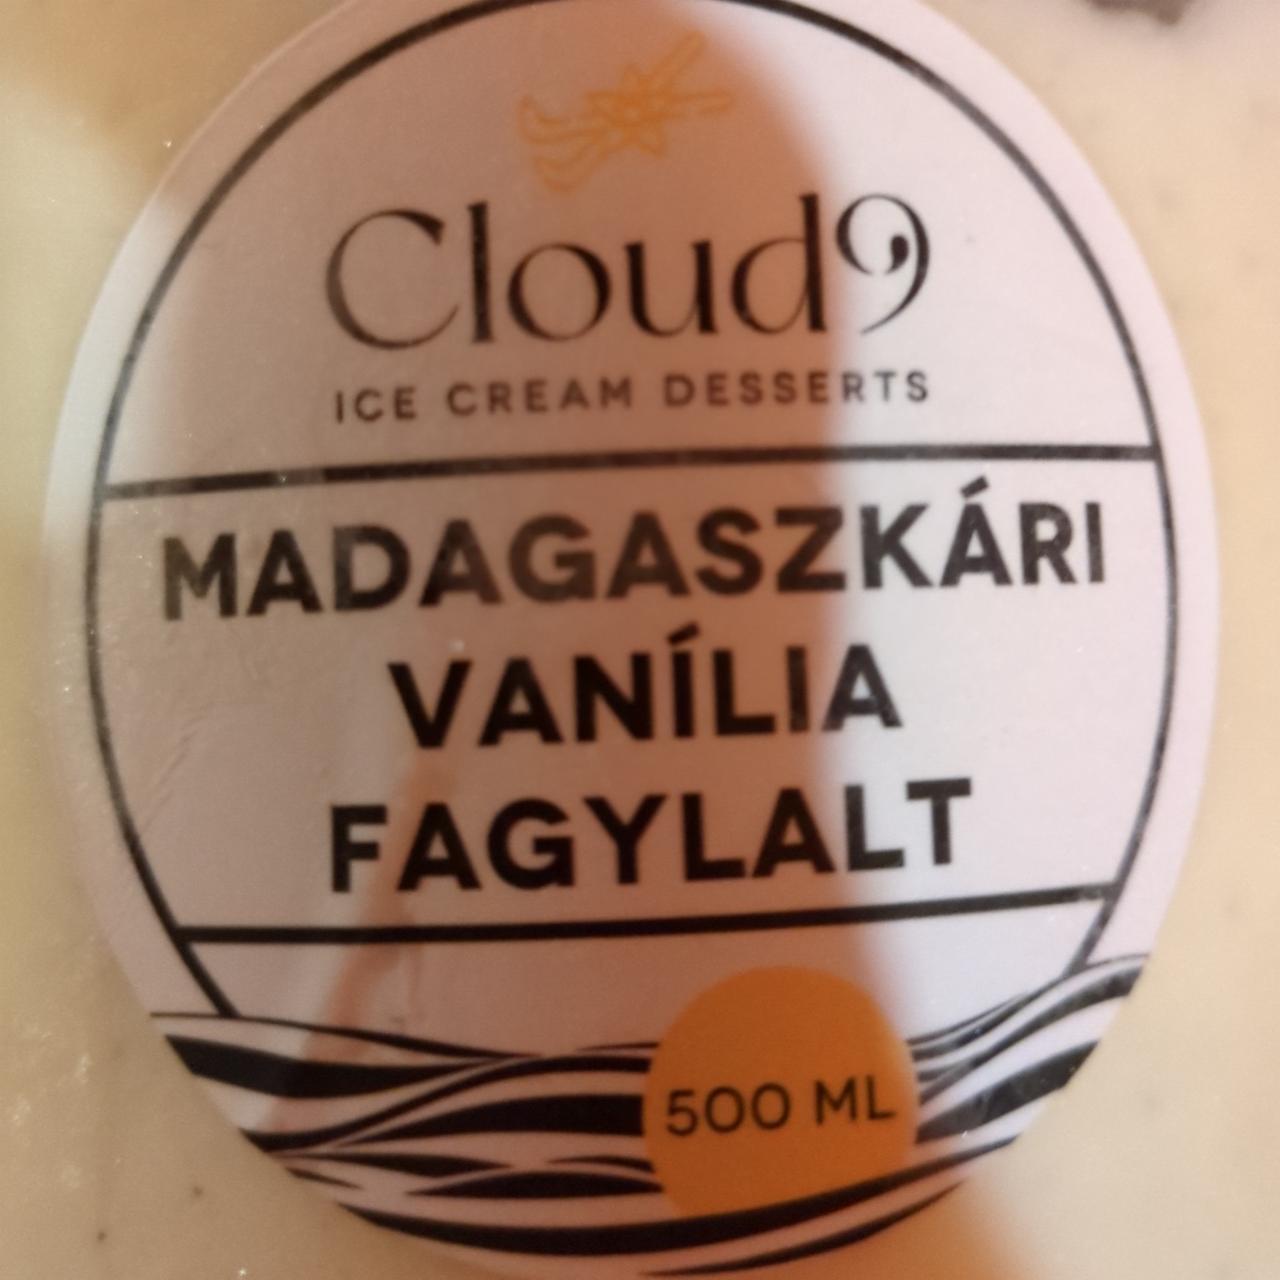 Cloud9
ICE CREAM DESSERTS
MADAGASZKÁRI
VANÍLIA
FAGYLALT
500 ML